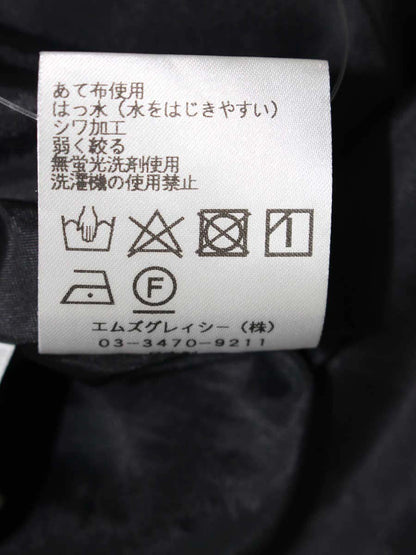 あて布使用
はっ水（水をはじきやすい）
シワ加工
弱く絞る
無蛍光洗剤使用
洗濯機の使用禁止
F
エムズグレィシー（株）
03-3470-9211